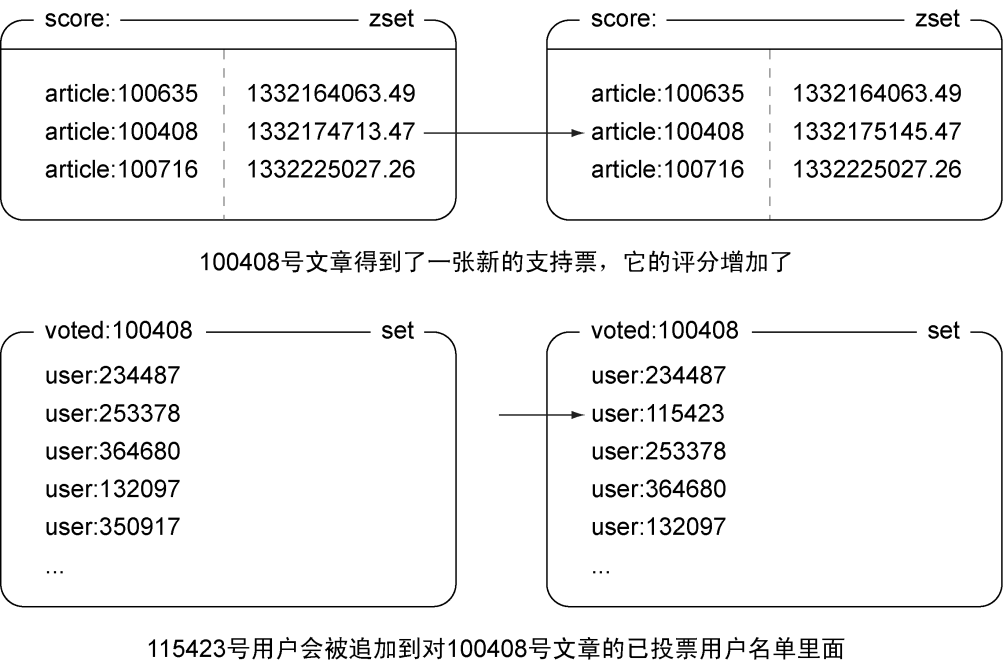 score: zset score: zset
article:100635 1332164063.49 article:100635 1332164063.49
article:100408 1332174713.47 article:100408 1332175145.47
article:100716 1332225027.26 article:100716 1332225027.26
100408号文章得到了一张新的支持票，它的评分增加了
voted:100408 set voted:100408 set
user:234487 user:234487
user:253378 user:115423
user:364680 user:253378
user:132097 user:364680
user:350917 user:132097
... ...
115423号用户会被追加到对100408号文章的已投票用户名单里面